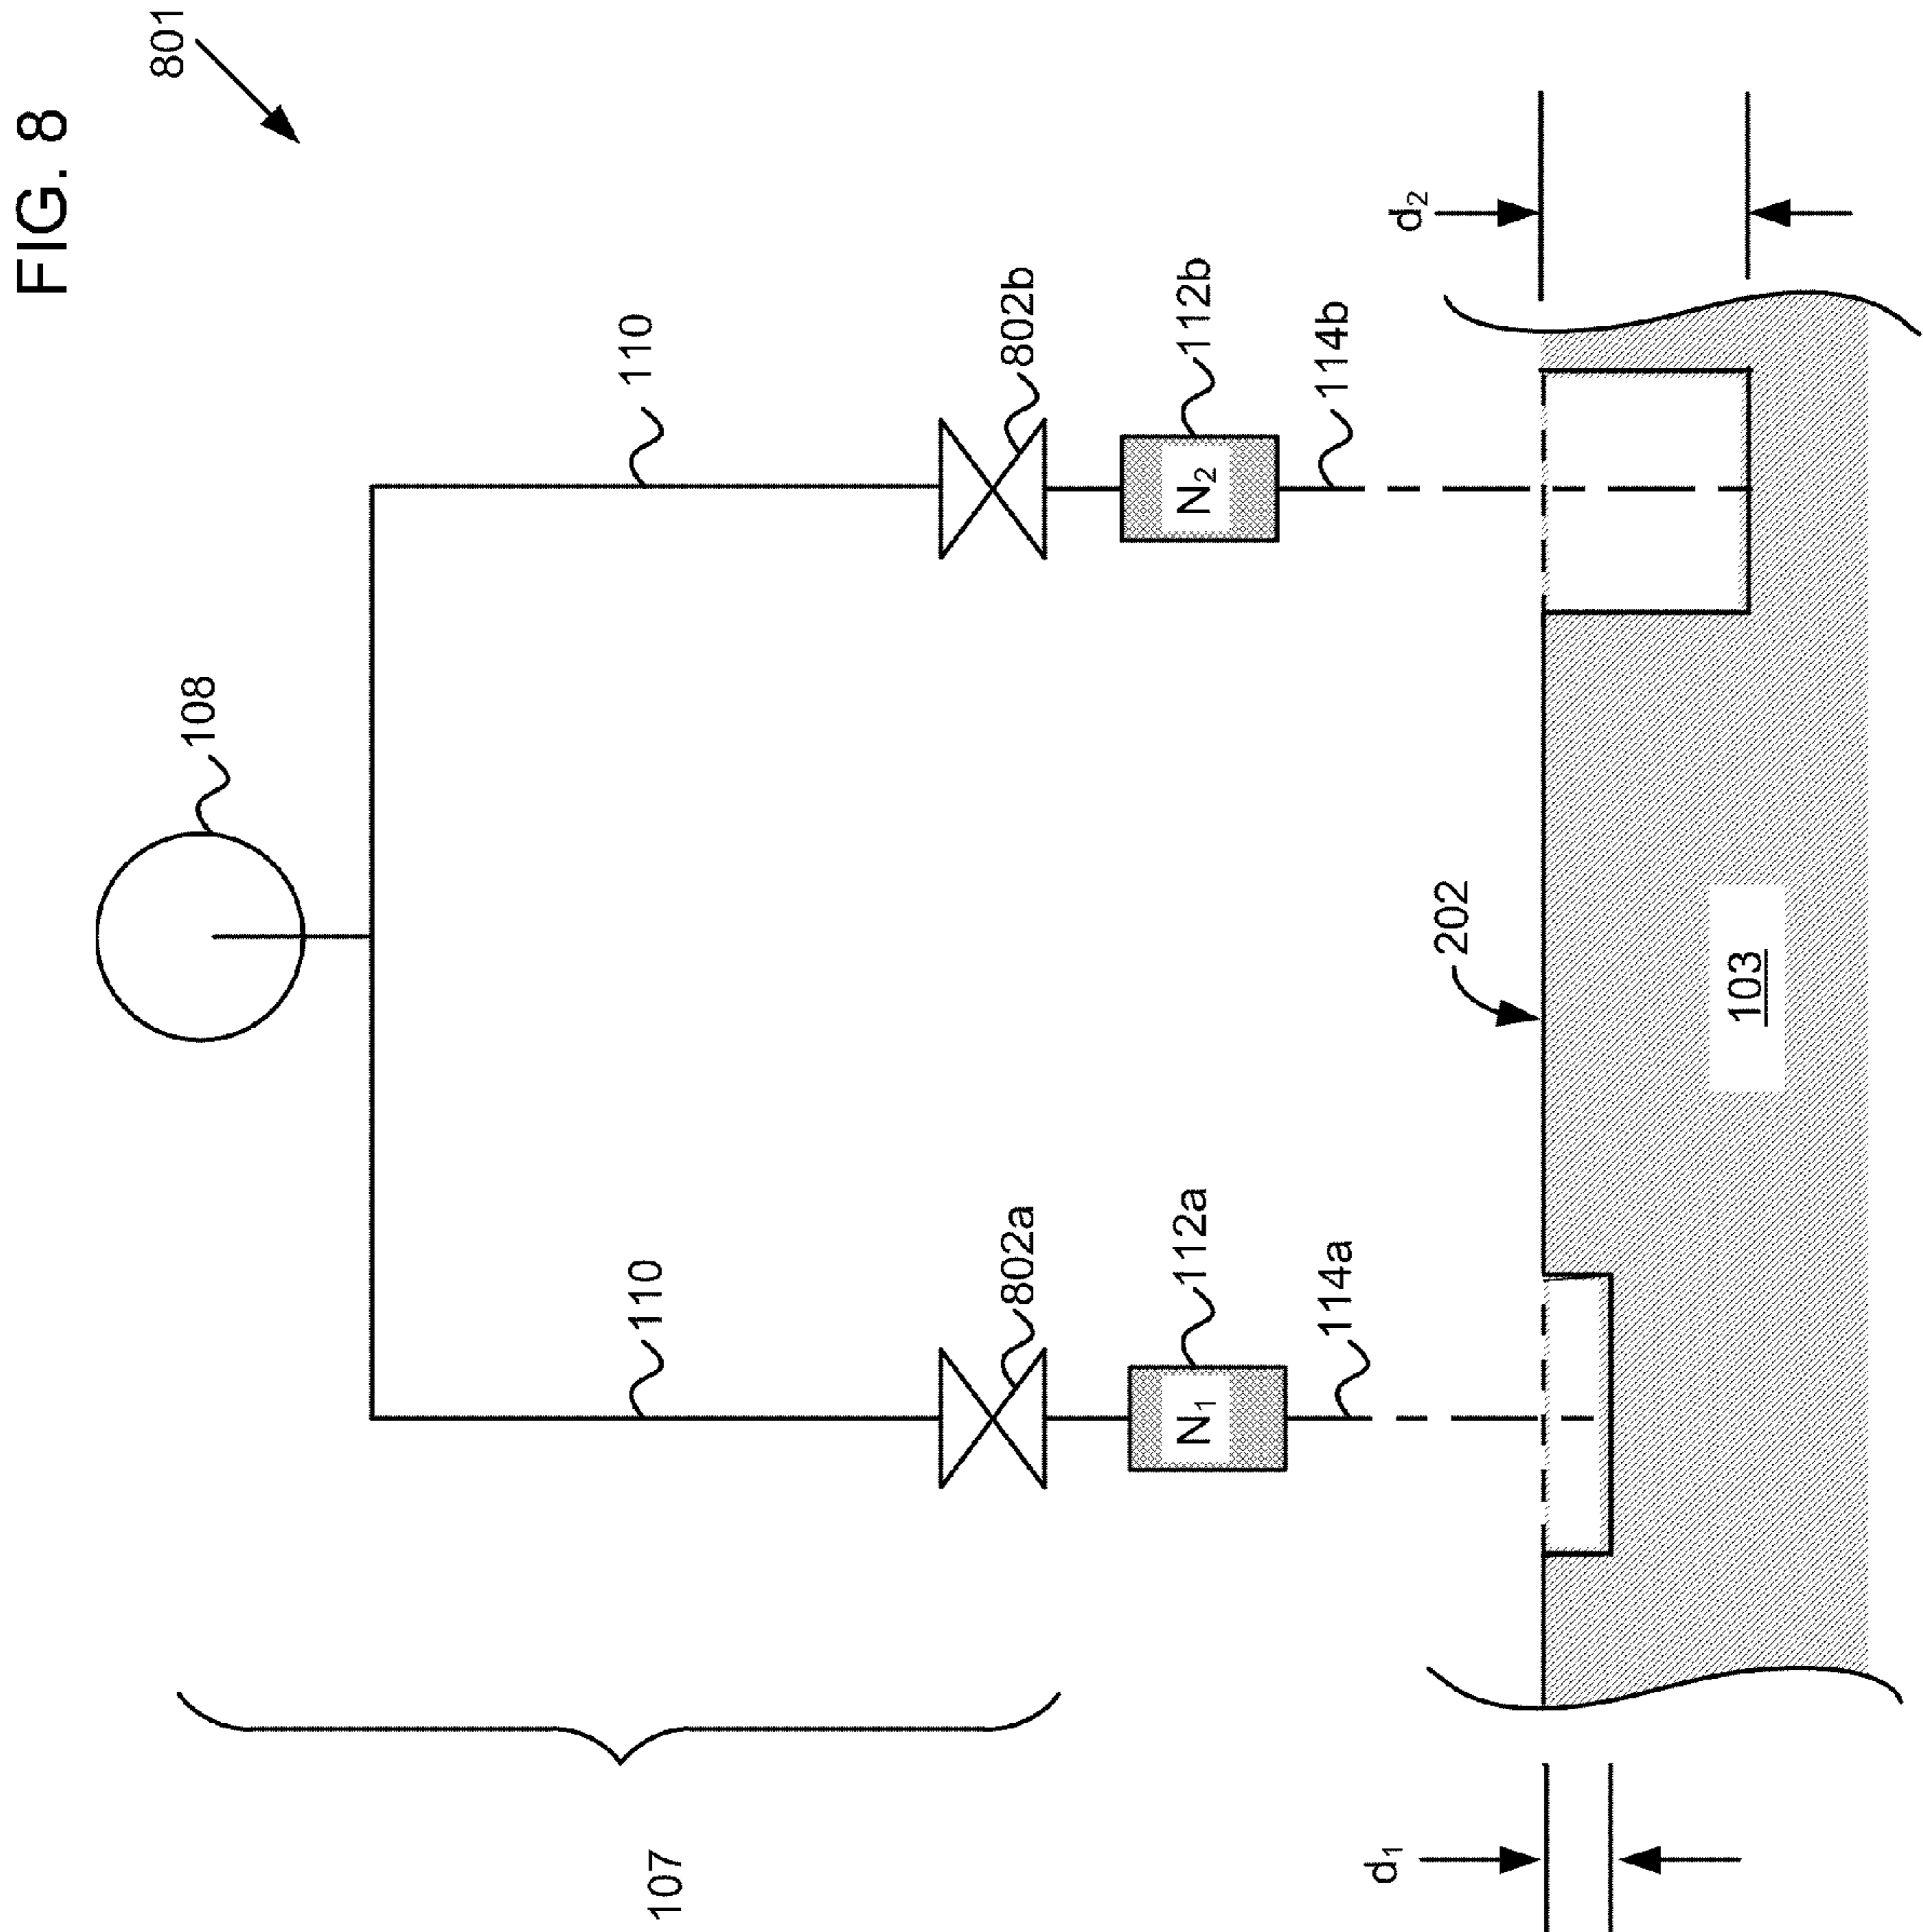 FIG. 8
801
108
110
110
107
802a
802b
N₁
112a
N₂
112b
114a
114b
d₁
202
d₂
103